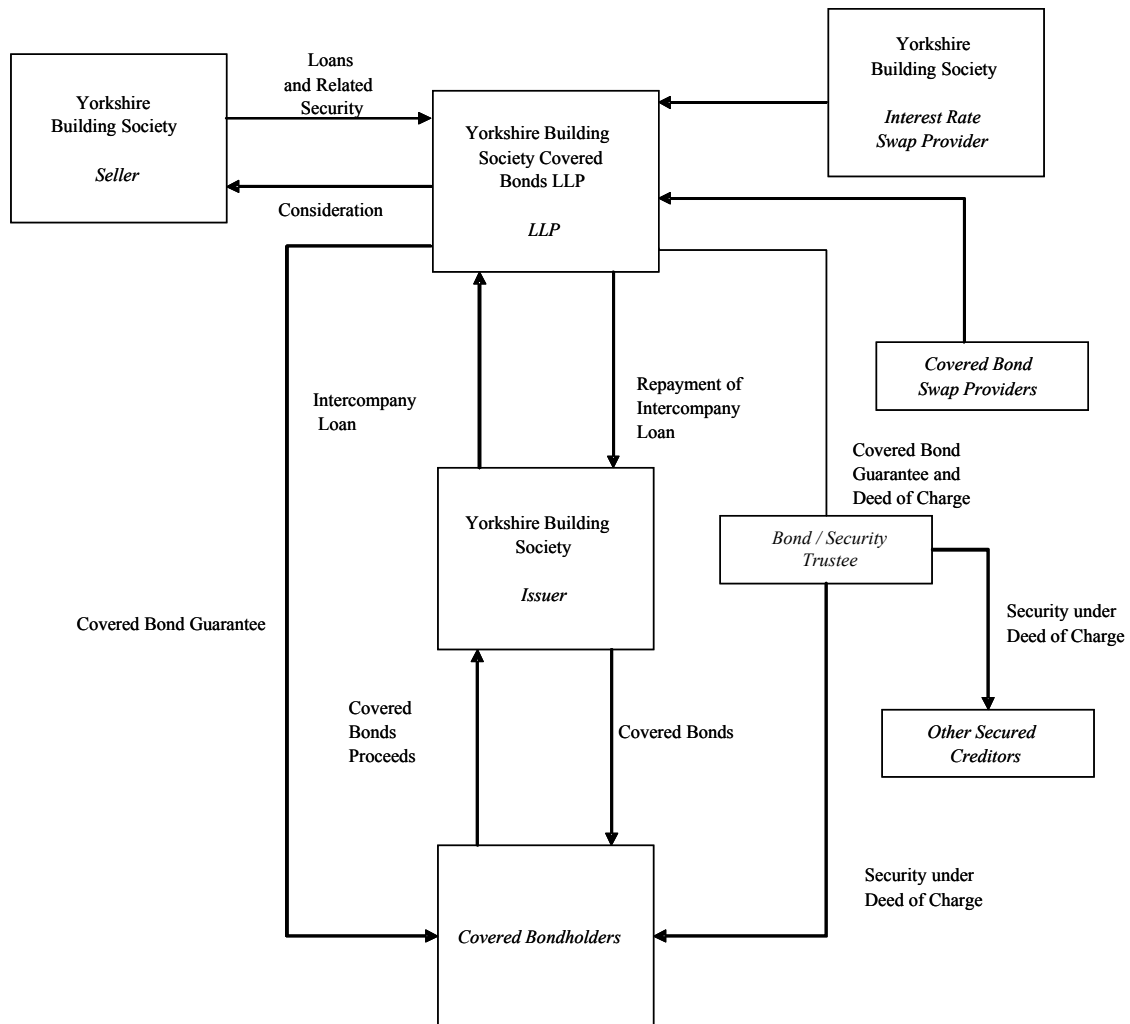 Yorkshire
Building Society
Seller
Loans
and Related
Security
Consideration
Yorkshire Building
Society Covered
Bonds LLP
LLP
Yorkshire
Building Society
Interest Rate
Swap Provider
Covered Bond
Swap Providers
Intercompany
Loan
Repayment of
Intercompany
Loan
Covered Bond
Guarantee and
Deed of Charge
Bond / Security
Trustee
Yorkshire Building
Society
Issuer
Covered Bond Guarantee
Security under
Deed of Charge
Other Secured
Creditors
Covered
Bonds
Proceeds
Covered Bonds
Security under
Deed of Charge
Covered Bondholders